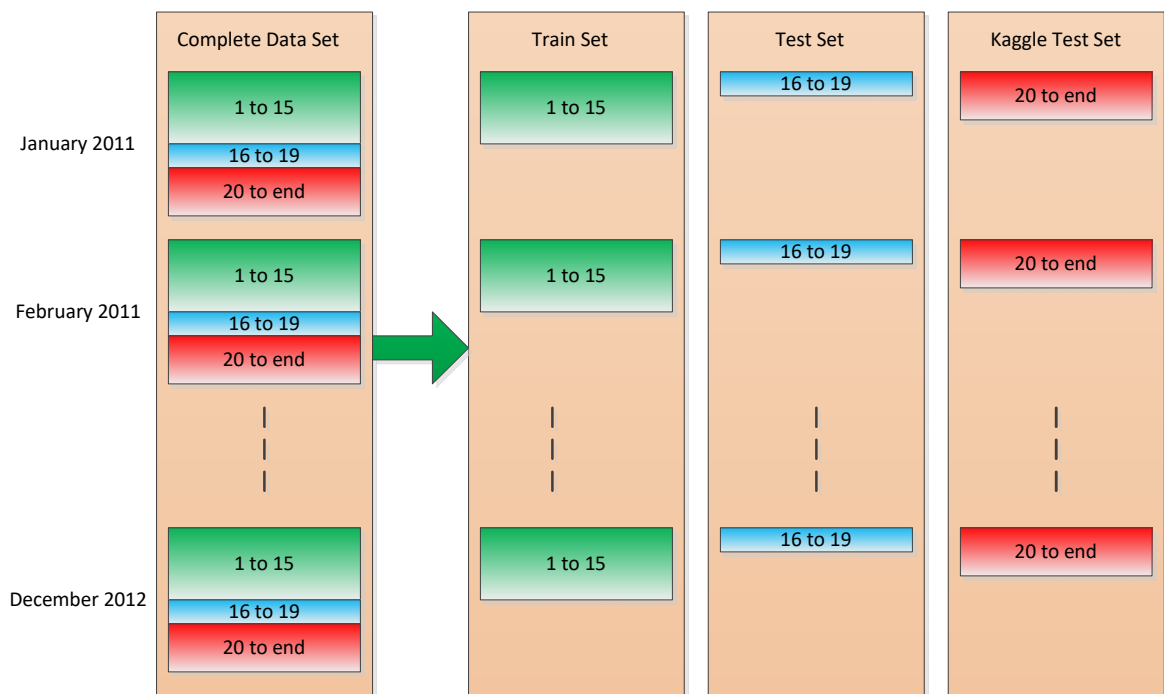 Complete Data Set
Train Set
Test Set
Kaggle Test Set
January 2011
1 to 15
16 to 19
20 to end
1 to 15
16 to 19
20 to end
February 2011
1 to 15
16 to 19
20 to end
1 to 15
16 to 19
20 to end
December 2012
1 to 15
16 to 19
20 to end
1 to 15
16 to 19
20 to end